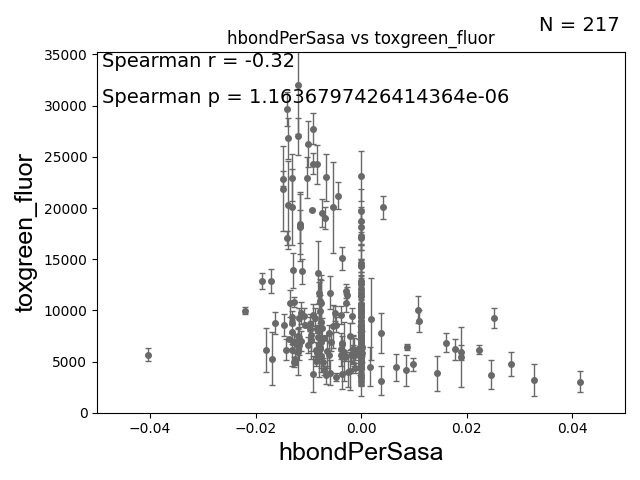 N = 217
hbondPerSasa vs toxgreen_fluor
Spearman r = -0.32
Spearman p = 1.1636797426414364e-06
toxgreen_fluor
35000
30000
25000
20000
15000
10000
5000
0
−0.04 −0.02 0.00 0.02 0.04
hbondPerSasa